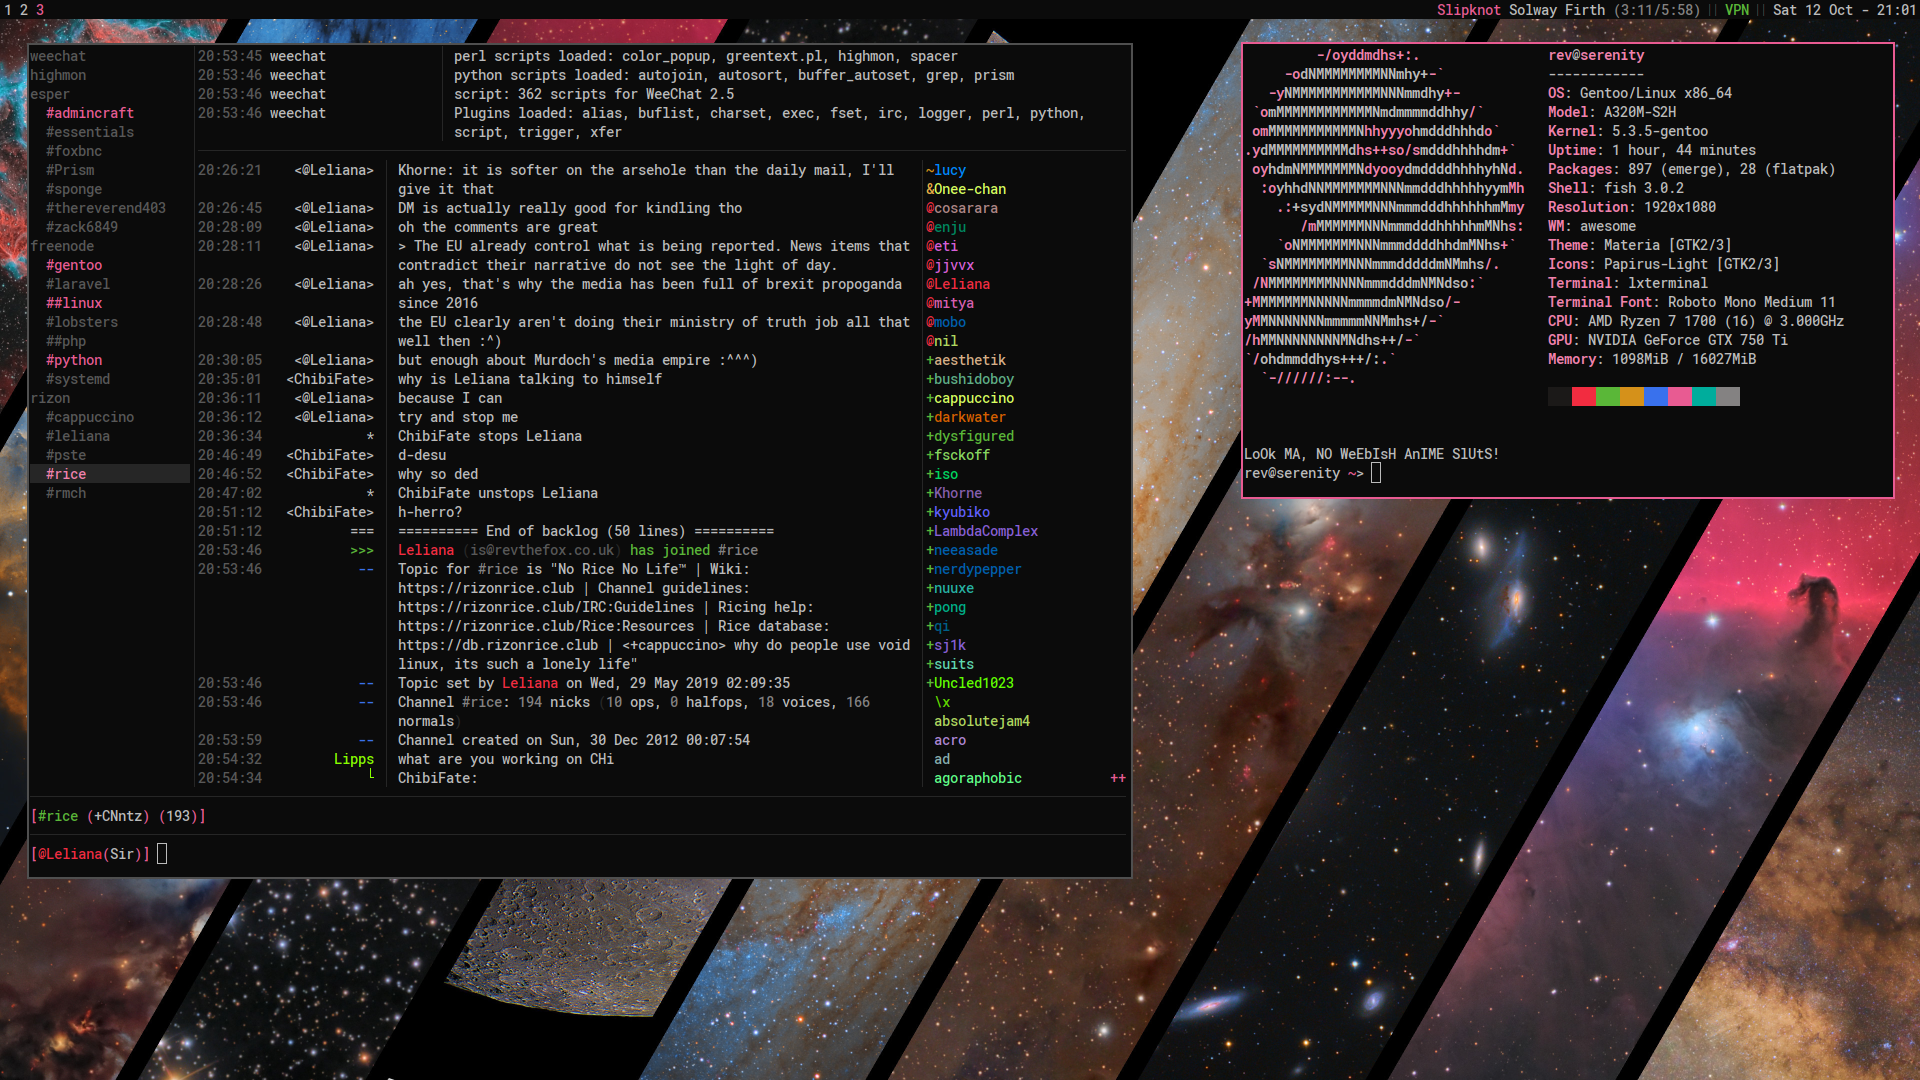 1 2 3
Slipknot Solway Firth (3:11/5:58) || VPN || Sat 12 Oct - 21:01
weechat
highmon
esper
#admincraft
#essentials
#foxbnc
#Prism
#sponge
#thereverend403
#zack6849
freenode
#gentoo
#laravel
##linux
#lobsters
##php
#python
#systemd
rizon
#cappuccino
#leliana
#pste
#rice
#rmch
20:53:45 weechat perl scripts loaded: color_popup, greentext.pl, highmon, spacer
20:53:46 weechat python scripts loaded: autojoin, autosort, buffer_autoset, grep, prism
20:53:46 weechat script: 362 scripts for WeeChat 2.5
20:53:46 weechat Plugins loaded: alias, buflist, charset, exec, fset, irc, logger, perl, python,
script, trigger, xfer
20:26:21 <@Leliana> Khorne: it is softer on the arsehole than the daily mail, I'll
give it that
20:26:45 <@Leliana> DM is actually really good for kindling tho
20:28:09 <@Leliana> oh the comments are great
20:28:11 <@Leliana> > The EU already control what is being reported. News items that
contradict their narrative do not see the light of day.
20:28:26 <@Leliana> ah yes, that's why the media has been full of brexit propoganda
since 2016
20:28:48 <@Leliana> the EU clearly aren't doing their ministry of truth job all that
well then :^)
20:30:05 <@Leliana> but enough about Murdoch's media empire :^^^)
20:35:01 <ChibiFate> why is Leliana talking to himself
20:36:11 <@Leliana> because I can
20:36:12 <@Leliana> try and stop me
20:36:34 * ChibiFate stops Leliana
20:46:49 <ChibiFate> d-desu
20:46:52 <ChibiFate> why so ded
20:47:02 * ChibiFate unstops Leliana
20:51:12 <ChibiFate> h-herro?
20:51:12 === ========== End of backlog (50 lines) ==========
20:53:46 >>> Leliana (is@revthefox.co.uk) has joined #rice
20:53:46 -- Topic for #rice is "No Rice No Life™ | Wiki:
https://rizonrice.club | Channel guidelines:
https://rizonrice.club/IRC:Guidelines | Ricing help:
https://rizonrice.club/Rice:Resources | Rice database:
https://db.rizonrice.club | <+cappuccino> why do people use void
linux, its such a lonely life"
20:53:46 -- Topic set by Leliana on Wed, 29 May 2019 02:09:35
20:53:46 -- Channel #rice: 194 nicks (10 ops, 0 halfops, 18 voices, 166
normals)
20:53:59 -- Channel created on Sun, 30 Dec 2012 00:07:54
20:54:32 Lipps what are you working on CHi
20:54:34 └ ChibiFate:
~lucy
&Onee-chan
@cosarara
@enju
@eti
@jjvvx
@Leliana
@mitya
@mobo
@nil
+aesthetik
+bushidoboy
+cappuccino
+darkwater
+dysfigured
+fsckoff
+iso
+Khorne
+kyubiko
+LambdaComplex
+neeasade
+nerdypepper
+nuuxe
+pong
+qi
+sj1k
+suits
+Uncled1023
\x
absolutejam4
acro
ad
agoraphobic ++
[#rice (+CNntz) (193)]
[@Leliana(Sir)]
-/oyddmdhs+:.
-odNMMMMMMMMNNmhy+-`
-yNMMMMMMMMMMMNNNmmdhy+-
`omMMMMMMMMMMMMNmdmmmmddhhy/`
omMMMMMMMMMMMNhhyyyohmdddhhhdo`
.ydMMMMMMMMMMdhs++so/smdddhhhhdm+`
oyhdmNMMMMMMMNdyooydmddddhhhhyhNd.
:oyhhdNNMMMMMMMNNNmmdddhhhhhyymMh
.:+sydNMMMMMNNNmmmdddhhhhhhmMmy
/mMMMMMMNNNmmmdddhhhhhmMNhs:
`oNMMMMMMMNNNmmmddddhhdmMNhs+`
`sNMMMMMMMMNNNmmmdddddmNMmhs/.
/NMMMMMMMMNNNNmmmdddmNMNdso:`
+MMMMMMMNNNNNmmmmdmNMNdso/-
yMMNNNNNNNmmmmmNNMmhs+/-`
/hMMNNNNNNNNMNdhs++/-`
`/ohdmmddhys+++/:.`
`-//////:--.
rev@serenity
------------
OS: Gentoo/Linux x86_64
Model: A320M-S2H
Kernel: 5.3.5-gentoo
Uptime: 1 hour, 44 minutes
Packages: 897 (emerge), 28 (flatpak)
Shell: fish 3.0.2
Resolution: 1920x1080
WM: awesome
Theme: Materia [GTK2/3]
Icons: Papirus-Light [GTK2/3]
Terminal: lxterminal
Terminal Font: Roboto Mono Medium 11
CPU: AMD Ryzen 7 1700 (16) @ 3.000GHz
GPU: NVIDIA GeForce GTX 750 Ti
Memory: 1098MiB / 16027MiB
LoOk MA, NO WeEbIsH AnIME SlUtS!
rev@serenity ~>